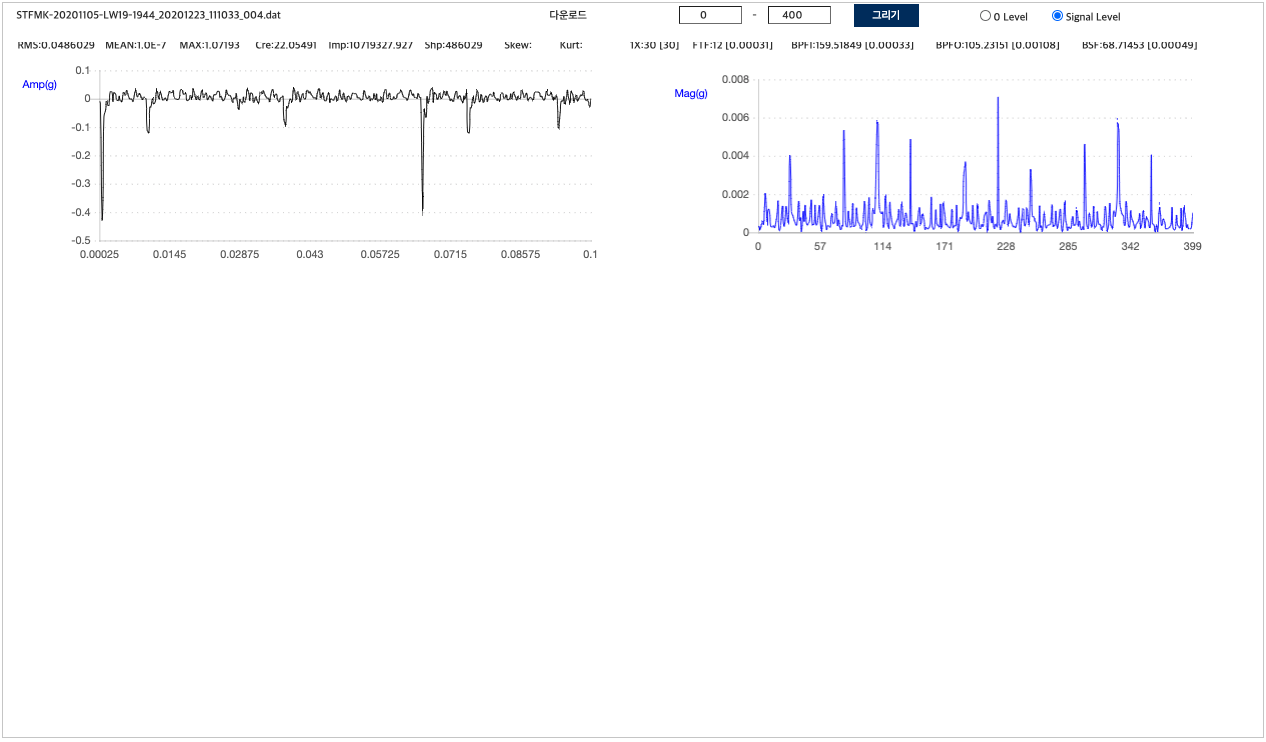 STFMK-20201105-LW19-1944_20201223_111033_004.dat 다운로드 0 - 400 그리기 0 Level Signal Level
RMS:0.0486029 MEAN:1.0E-7 MAX:1.07193 Cre:22.05491 Imp:10719327.927 Shp:486029 Skew: Kurt: 1X:30 [30] FTF:12 [0.00031] BPFI:159.51849 [0.00033] BPFO:105.23151 [0.00108] BSF:68.71453 [0.00049]
Amp(g)
0.1
0
-0.1
-0.2
-0.3
-0.4
-0.5
0.00025 0.0145 0.02875 0.043 0.05725 0.0715 0.08575 0.1
Mag(g)
0.008
0.006
0.004
0.002
0
0 57 114 171 228 285 342 399